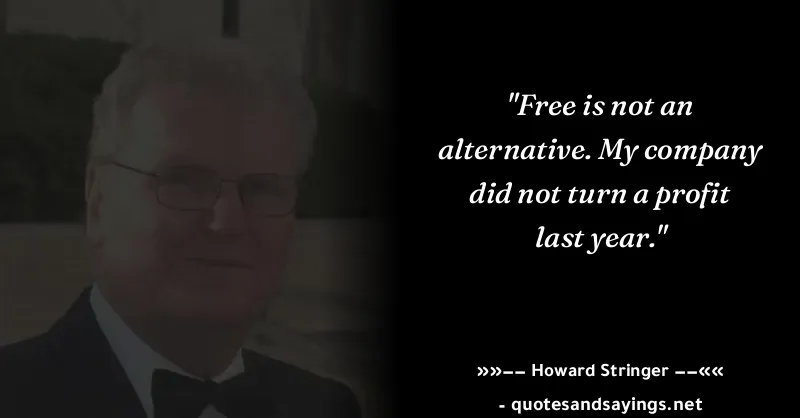 "Free is not an
alternative. My company
did not turn a profit
last year."
»»−− Howard Stringer −−««
- quotesandsayings.net